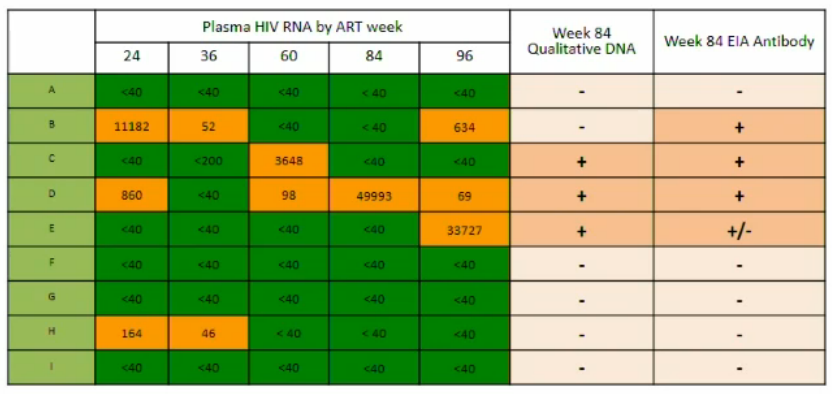 Plasma HIV RNA by ART week
Week 84
Qualitative DNA
Week 84 EIA Antibody
24 36 60 84 96
A <40 <40 <40 < 40 <40 - -
B 11182 52 <40 < 40 634 - +
C <40 <200 3648 <40 <40 + +
D 860 <40 98 49993 69 + +
E <40 <40 <40 <40 33727 + +/-
F <40 <40 <40 <40 <40 - -
G <40 <40 <40 <40 <40 - -
H 164 46 < 40 < 40 <40 - -
I <40 <40 <40 <40 <40 - -